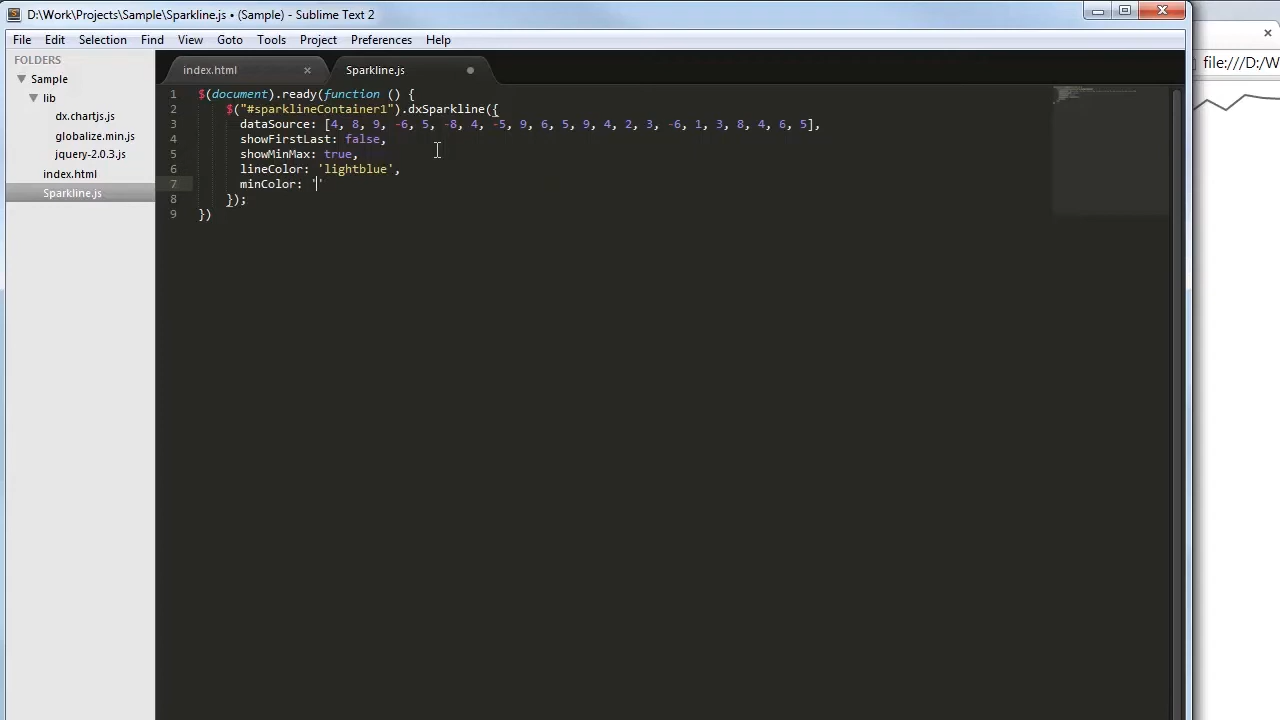 D:\Work\Projects\Sample\Sparkline.js • (Sample) - Sublime Text 2
File Edit Selection Find View Goto Tools Project Preferences Help
file:///D:/W
FOLDERS
Sample
lib
dx.chartjs.js
globalize.min.js
jquery-2.0.3.js
index.html
Sparkline.js
index.html Sparkline.js
1 $(document).ready(function () {
2 $("#sparklineContainer1").dxSparkline({
3 dataSource: [4, 8, 9, -6, 5, -8, 4, -5, 9, 6, 5, 9, 4, 2, 3, -6, 1, 3, 8, 4, 6, 5],
4 showFirstLast: false,
5 showMinMax: true,
6 lineColor: 'lightblue',
7 minColor: ''
8 });
9 })